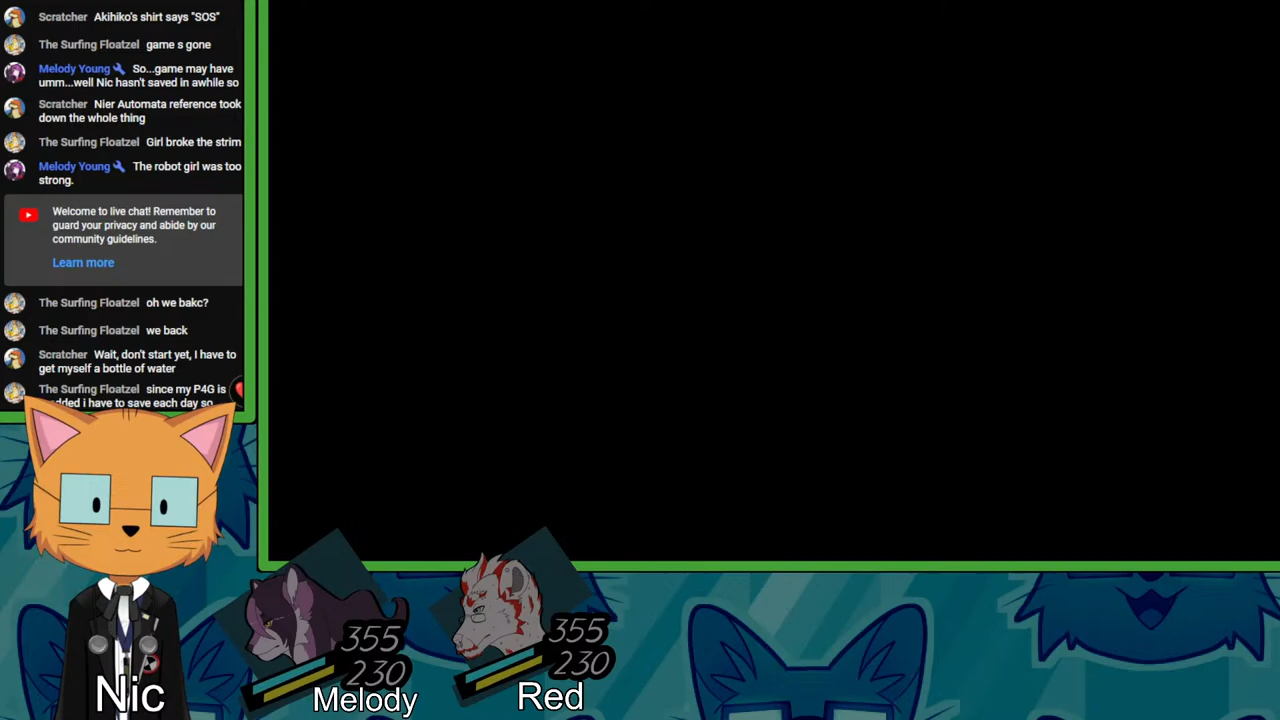 Scratcher Akihiko's shirt says "SOS"
The Surfing Floatzel game s gone
Melody Young So...game may have
umm...well Nic hasn't saved in awhile so
Scratcher Nier Automata reference took
down the whole thing
The Surfing Floatzel Girl broke the strim
Melody Young The robot girl was too
strong.
Welcome to live chat! Remember to
guard your privacy and abide by our
community guidelines.
Learn more
The Surfing Floatzel oh we bakc?
The Surfing Floatzel we back
Scratcher Wait, don't start yet, I have to
get myself a bottle of water
The Surfing Floatzel since my P4G is
i have to save each day so
355
230
355
230
Nic
Melody
Red